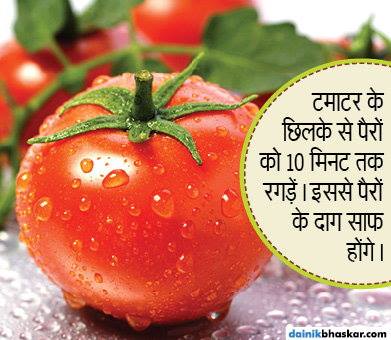 टमाटर के
छिलके से पैरों
को 10 मिनट तक
रगड़ें। इससे पैरों
के दाग साफ
होंगे।
dainikbhaskar.com